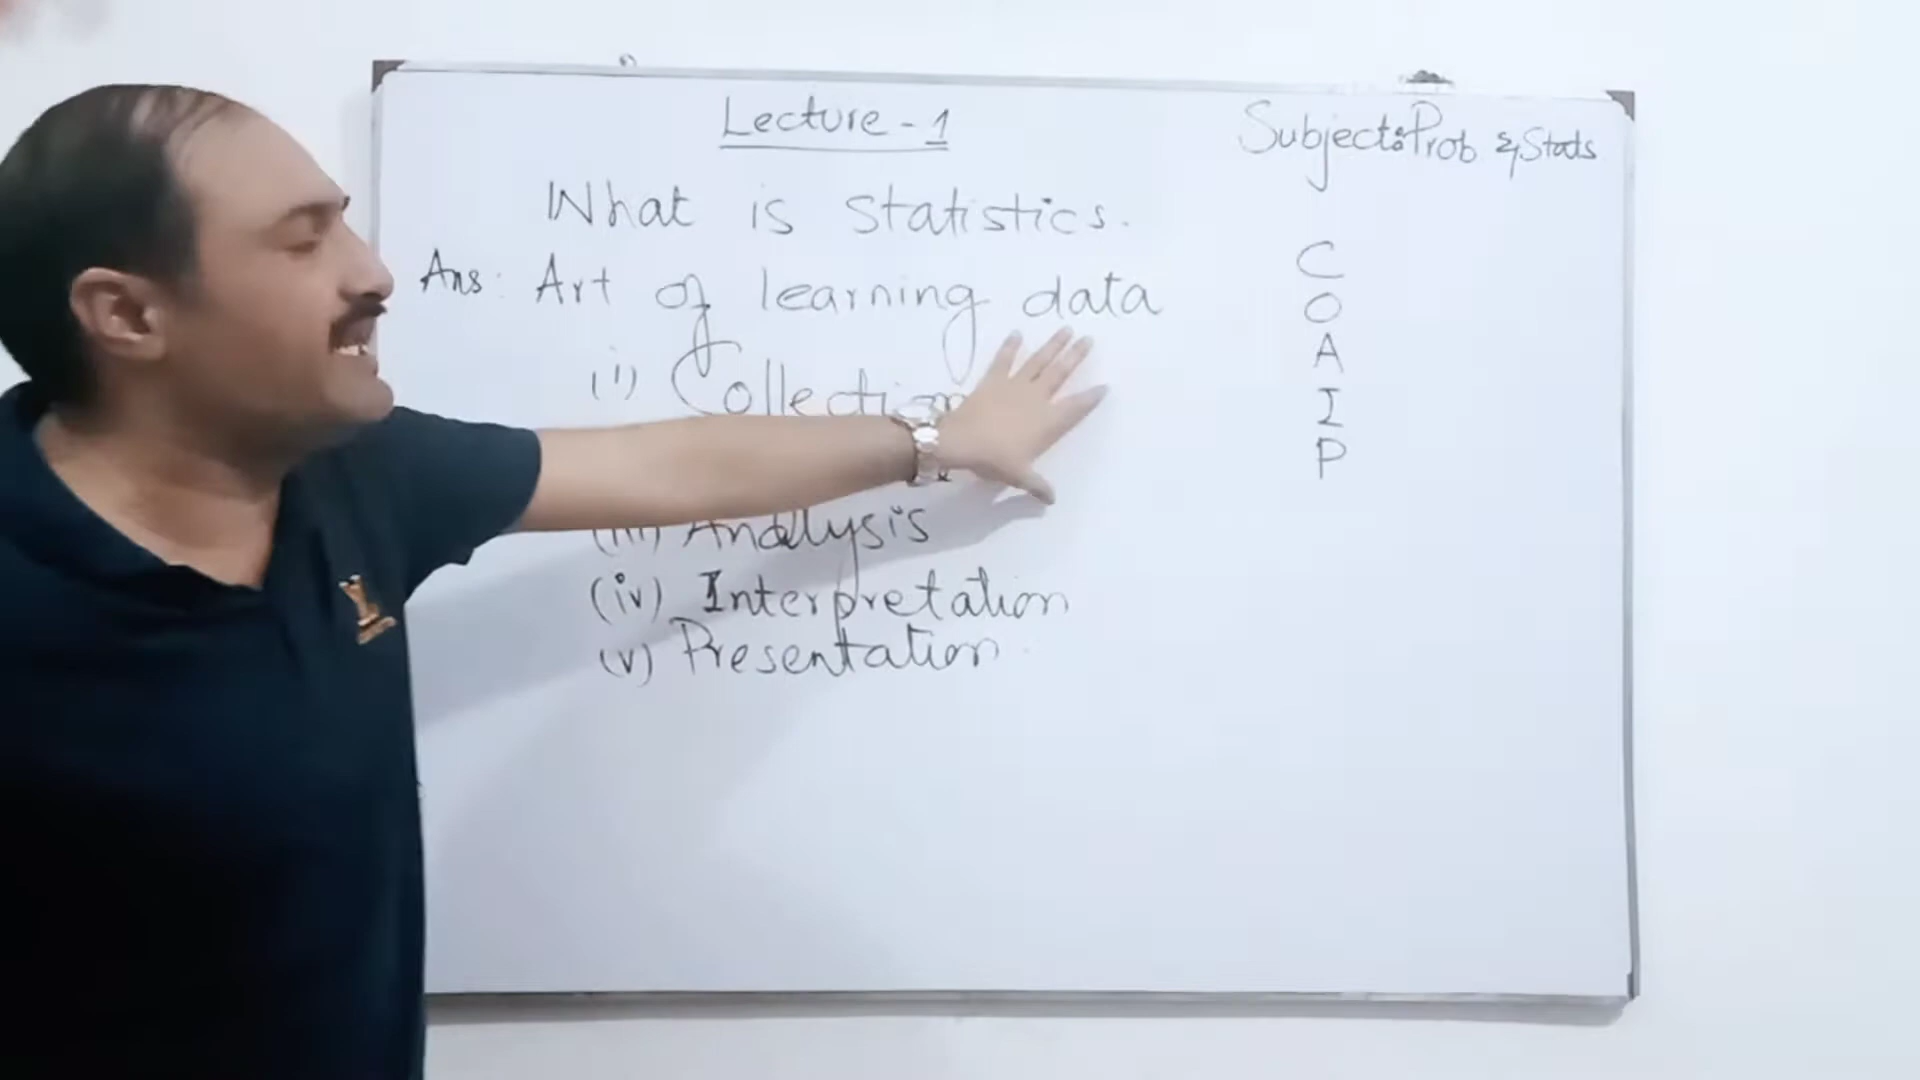 Lecture - 1
Subject: Prob & Stats
What is Statistics.
Ans: Art of learning data
(i) Collection
(iii) Analysis
(iv) Interpretation
(v) Presentation
C
O
A
I
P